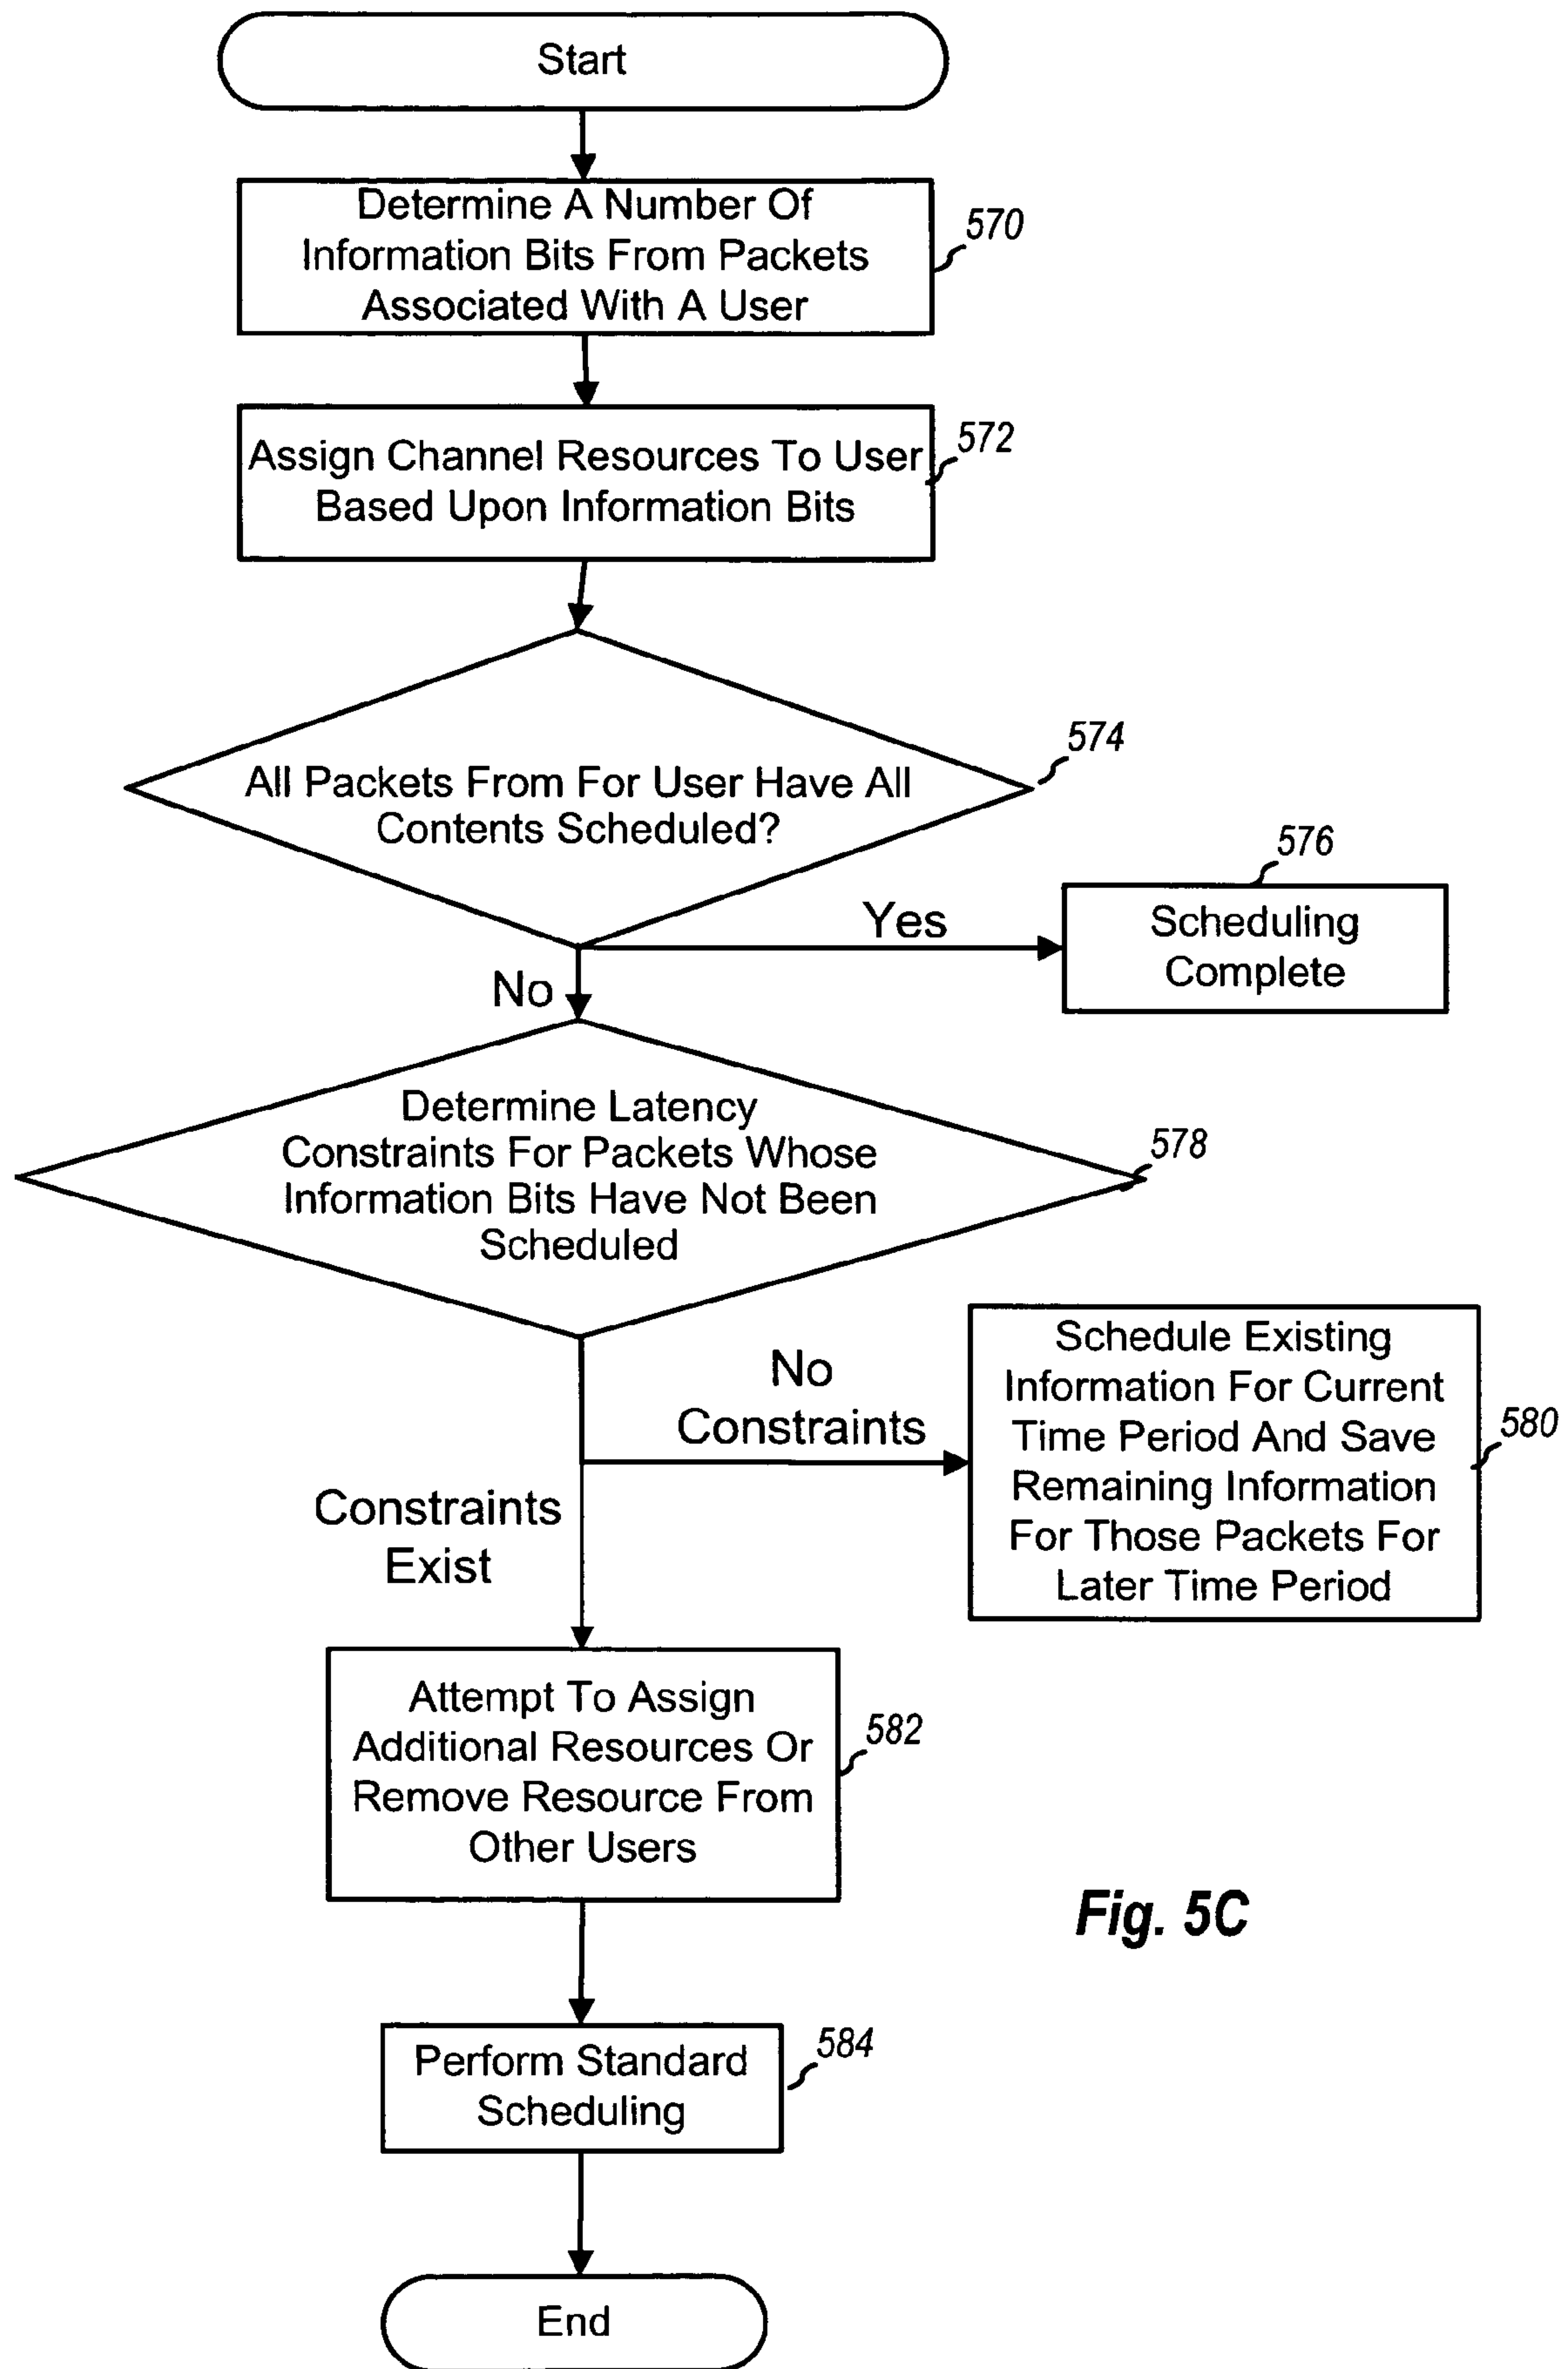 Start
Determine A Number Of
Information Bits From Packets
Associated With A User
570
Assign Channel Resources To User
Based Upon Information Bits
572
All Packets From For User Have All
Contents Scheduled?
574
576
Yes
Scheduling
Complete
No
Determine Latency
Constraints For Packets Whose
Information Bits Have Not Been
Scheduled
578
No
Constraints
Schedule Existing
Information For Current
Time Period And Save
Remaining Information
For Those Packets For
Later Time Period
580
Constraints
Exist
Attempt To Assign
Additional Resources Or
Remove Resource From
Other Users
582
Fig. 5C
Perform Standard
Scheduling
584
End